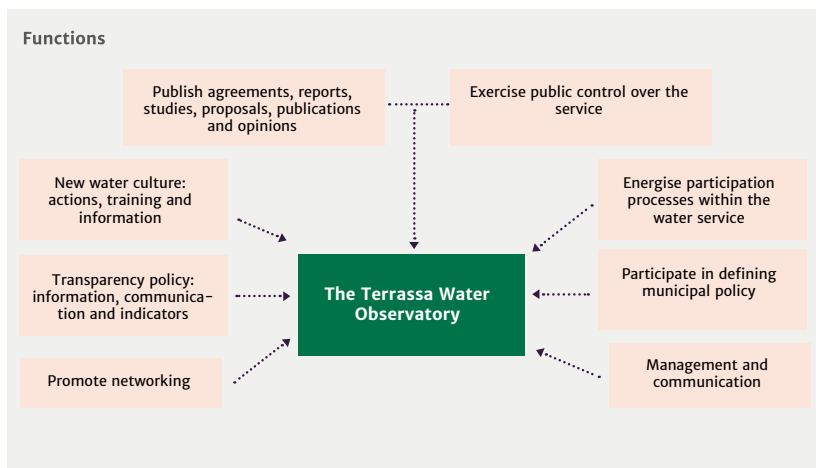 Functions
Publish agreements, reports,
studies, proposals, publications
and opinions
Exercise public control over the
service
New water culture:
actions, training and
information
Energise participation
processes within the
water service
Transparency policy:
information, communica-
tion and indicators
The Terrassa Water
Observatory
Participate in defining
municipal policy
Promote networking
Management and
communication